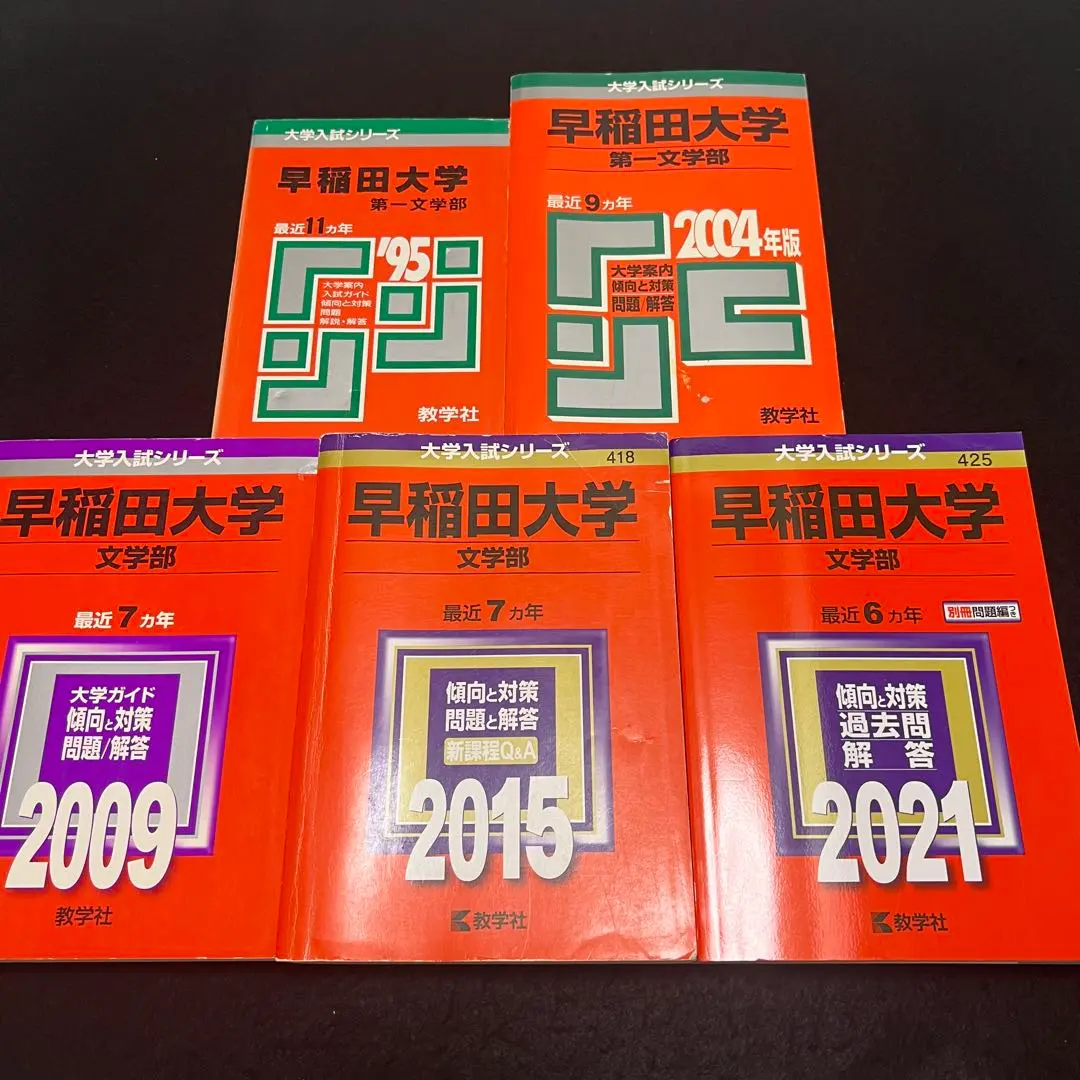 大学入試シリーズ
早稲田大学
第一文学部
最近11ヵ年
'95
大学案内
入試ガイド
傾向と対策
問題
解説・解答
教学社
大学入試シリーズ
早稲田大学
第一文学部
最近9ヵ年
2004年版
大学案内
傾向と対策
問題/解答
教学社
大学入試シリーズ
早稲田大学
文学部
最近7ヵ年
大学ガイド
傾向と対策
問題/解答
2009
教学社
大学入試シリーズ
418
早稲田大学
文学部
最近7ヵ年
傾向と対策
問題と解答
新課程Q&A
2015
教学社
大学入試シリーズ
425
早稲田大学
文学部
最近6ヵ年
別冊問題編つき
傾向と対策
過去問
解答
2021
教学社